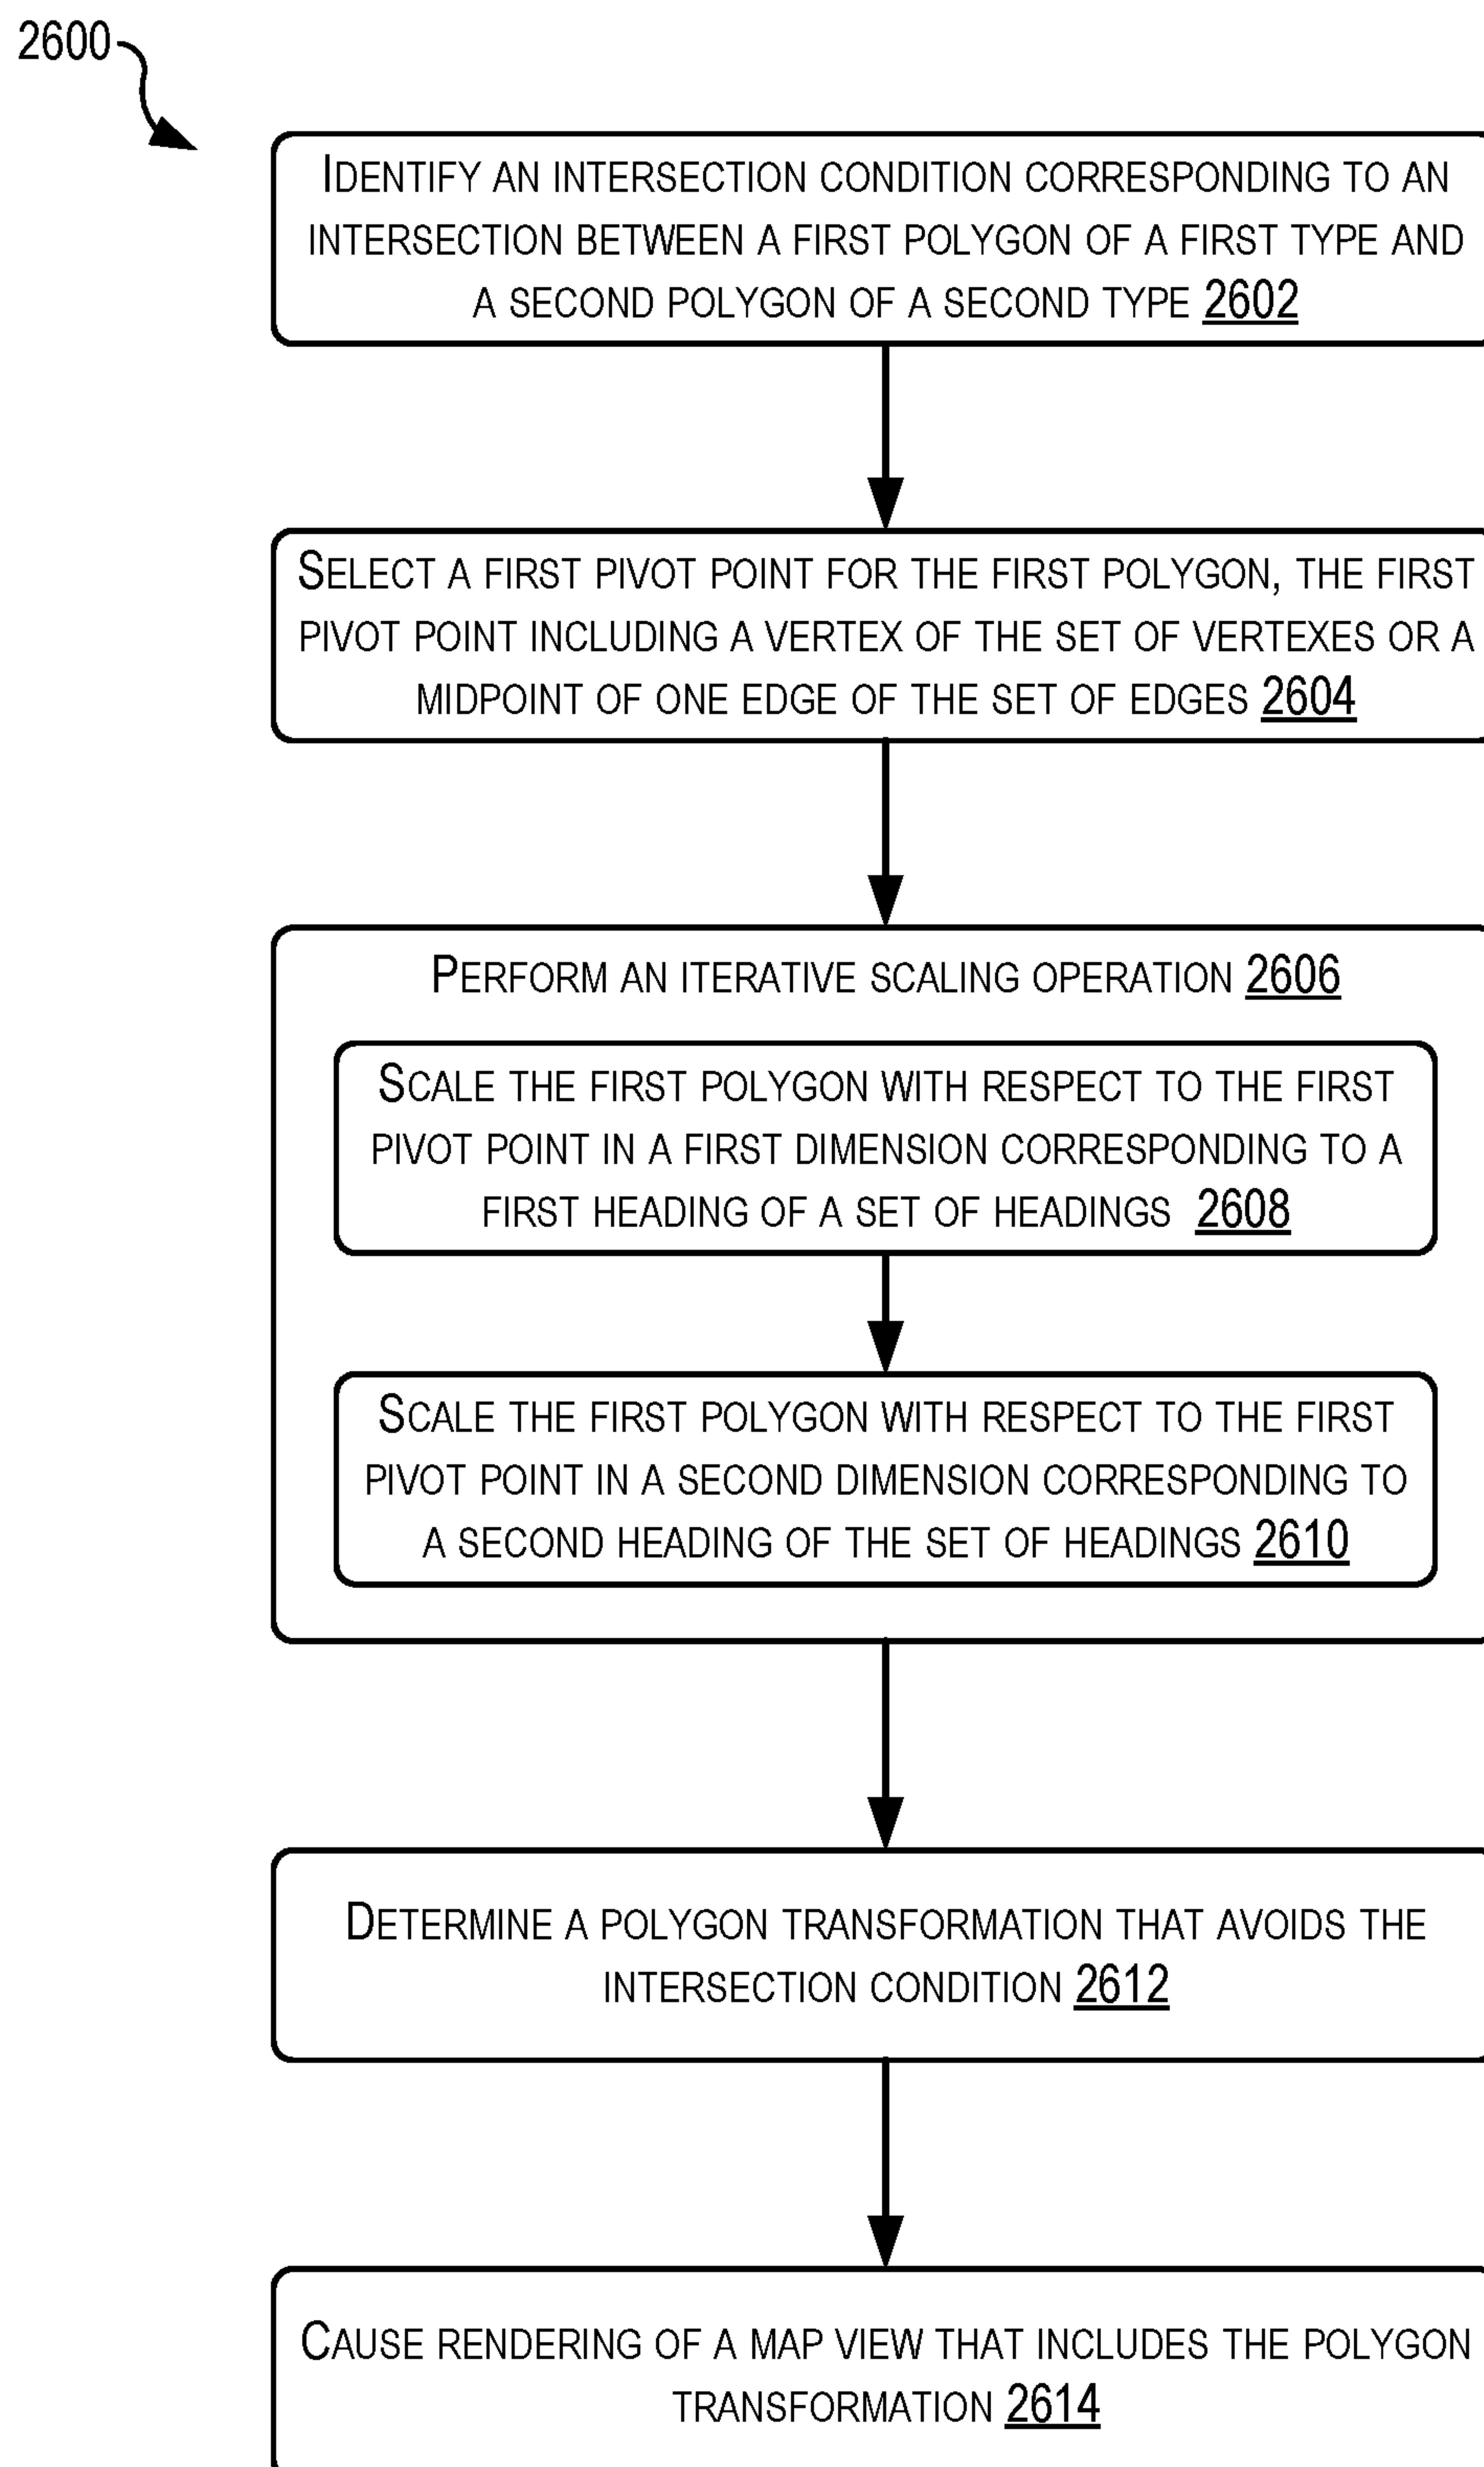 2600
IDENTIFY AN INTERSECTION CONDITION CORRESPONDING TO AN
INTERSECTION BETWEEN A FIRST POLYGON OF A FIRST TYPE AND
A SECOND POLYGON OF A SECOND TYPE 2602
SELECT A FIRST PIVOT POINT FOR THE FIRST POLYGON, THE FIRST
PIVOT POINT INCLUDING A VERTEX OF THE SET OF VERTEXES OR A
MIDPOINT OF ONE EDGE OF THE SET OF EDGES 2604
PERFORM AN ITERATIVE SCALING OPERATION 2606
SCALE THE FIRST POLYGON WITH RESPECT TO THE FIRST
PIVOT POINT IN A FIRST DIMENSION CORRESPONDING TO A
FIRST HEADING OF A SET OF HEADINGS 2608
SCALE THE FIRST POLYGON WITH RESPECT TO THE FIRST
PIVOT POINT IN A SECOND DIMENSION CORRESPONDING TO
A SECOND HEADING OF THE SET OF HEADINGS 2610
DETERMINE A POLYGON TRANSFORMATION THAT AVOIDS THE
INTERSECTION CONDITION 2612
CAUSE RENDERING OF A MAP VIEW THAT INCLUDES THE POLYGON
TRANSFORMATION 2614